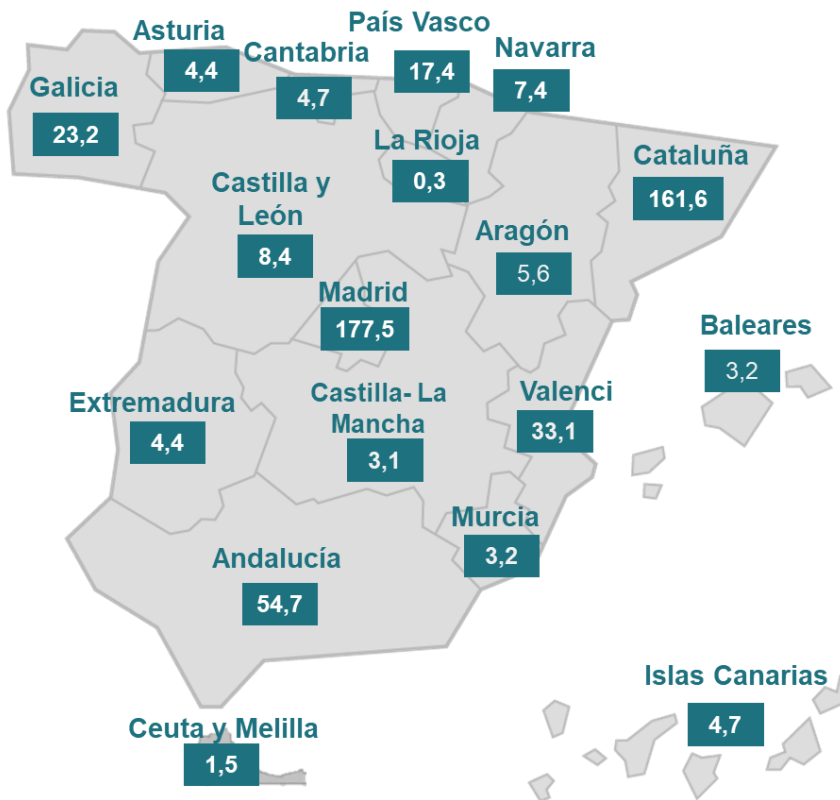 Asturia
4,4
Cantabria
4,7
País Vasco
17,4
Navarra
7,4
Galicia
23,2
La Rioja
0,3
Cataluña
161,6
Castilla y
León
8,4
Aragón
5,6
Madrid
177,5
Baleares
3,2
Extremadura
4,4
Castilla- La
Mancha
3,1
Valenci
33,1
Murcia
3,2
Andalucía
54,7
Islas Canarias
4,7
Ceuta y Melilla
1,5